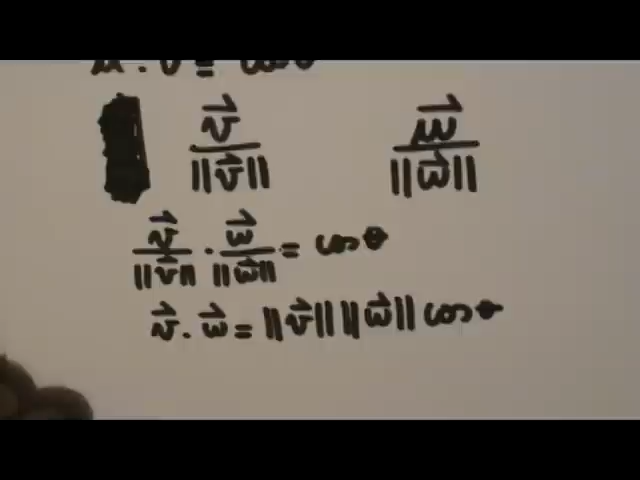 v⃗ / ||v⃗||    w⃗ / ||w⃗||
v⃗ / ||v⃗|| · w⃗ / ||w⃗|| = cos θ
v⃗ · w⃗ = ||v⃗|| ||w⃗|| cos θ